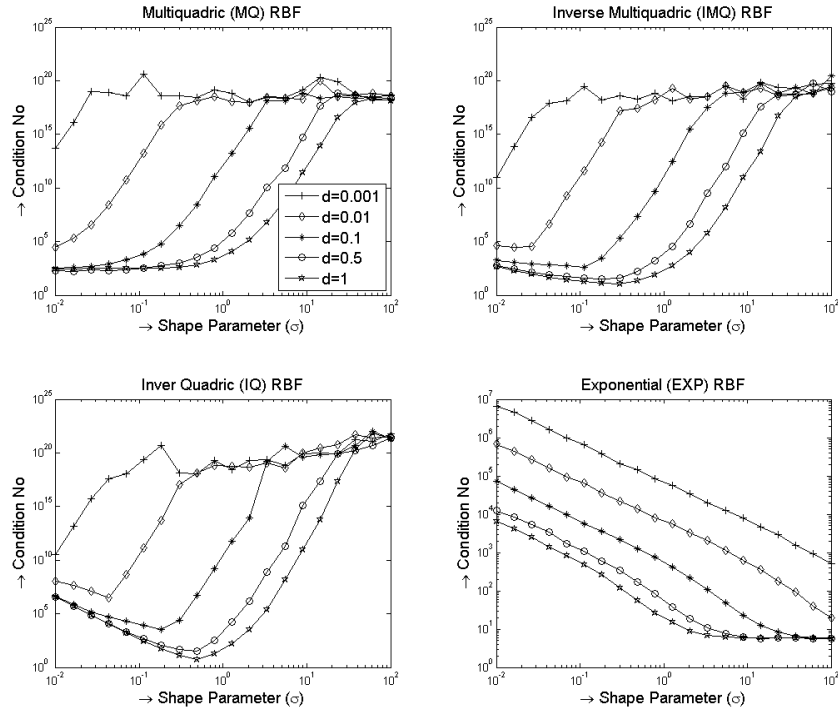 Multiquadric (MQ) RBF
10^25
10^20
10^15
10^10
10^5
10^0
→ Condition No
d=0.001
d=0.01
d=0.1
d=0.5
d=1
10^-2
10^-1
10^0
10^1
10^2
→ Shape Parameter (σ)
Inverse Multiquadric (IMQ) RBF
10^25
10^20
10^15
10^10
10^5
10^0
→ Condition No
10^-2
10^-1
10^0
10^1
10^2
→ Shape Parameter (σ)
Inver Quadric (IQ) RBF
10^25
10^20
10^15
10^10
10^5
10^0
→ Condition No
10^-2
10^-1
10^0
10^1
10^2
→ Shape Parameter (σ)
Exponential (EXP) RBF
10^7
10^6
10^5
10^4
10^3
10^2
10^1
10^0
→ Condition No
10^-2
10^-1
10^0
10^1
10^2
→ Shape Parameter (σ)